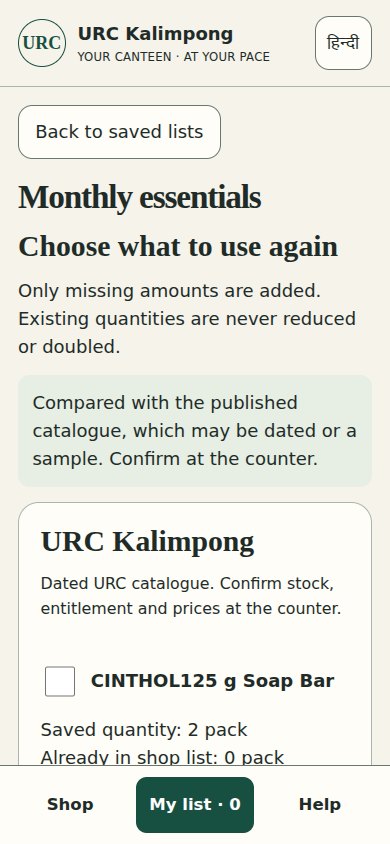 URC
URC Kalimpong
YOUR CANTEEN · AT YOUR PACE
हिन्दी
Back to saved lists
Monthly essentials
Choose what to use again
Only missing amounts are added.
Existing quantities are never reduced
or doubled.
Compared with the published
catalogue, which may be dated or a
sample. Confirm at the counter.
URC Kalimpong
Dated URC catalogue. Confirm stock,
entitlement and prices at the counter.
CINTHOL125 g Soap Bar
Saved quantity: 2 pack
Already in shop list: 0 pack
Shop
My list · 0
Help